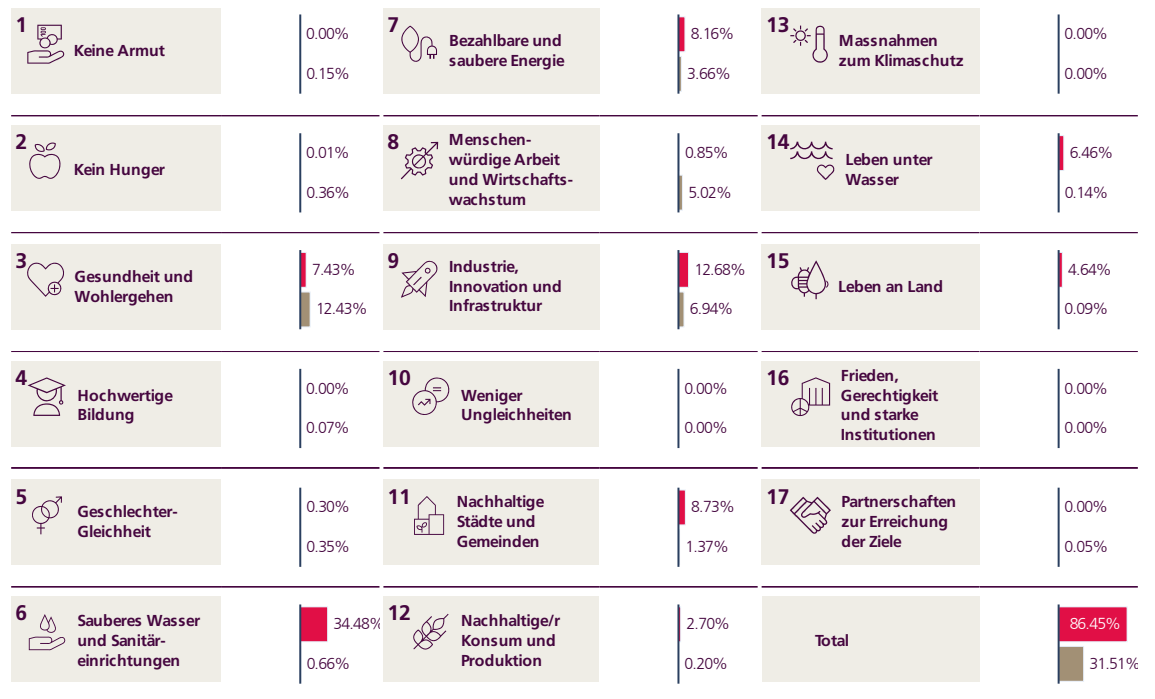 1
Keine Armut
0.00%
0.15%
2
Kein Hunger
0.01%
0.36%
3
Gesundheit und
Wohlergehen
7.43%
12.43%
4
Hochwertige
Bildung
0.00%
0.07%
5
Geschlechter-
Gleichheit
0.30%
0.35%
6
Sauberes Wasser
und Sanitär-
einrichtungen
34.48%
0.66%
7
Bezahlbare und
saubere Energie
8.16%
3.66%
8
Menschen-
würdige Arbeit
und Wirtschafts-
wachstum
0.85%
5.02%
9
Industrie,
Innovation und
Infrastruktur
12.68%
6.94%
10
Weniger
Ungleichheiten
0.00%
0.00%
11
Nachhaltige
Städte und
Gemeinden
8.73%
1.37%
12
Nachhaltige/r
Konsum und
Produktion
2.70%
0.20%
13
Massnahmen
zum Klimaschutz
0.00%
0.00%
14
Leben unter
Wasser
6.46%
0.14%
15
Leben an Land
4.64%
0.09%
16
Frieden,
Gerechtigkeit
und starke
Institutionen
0.00%
0.00%
17
Partnerschaften
zur Erreichung
der Ziele
0.00%
0.05%
Total
86.45%
31.51%